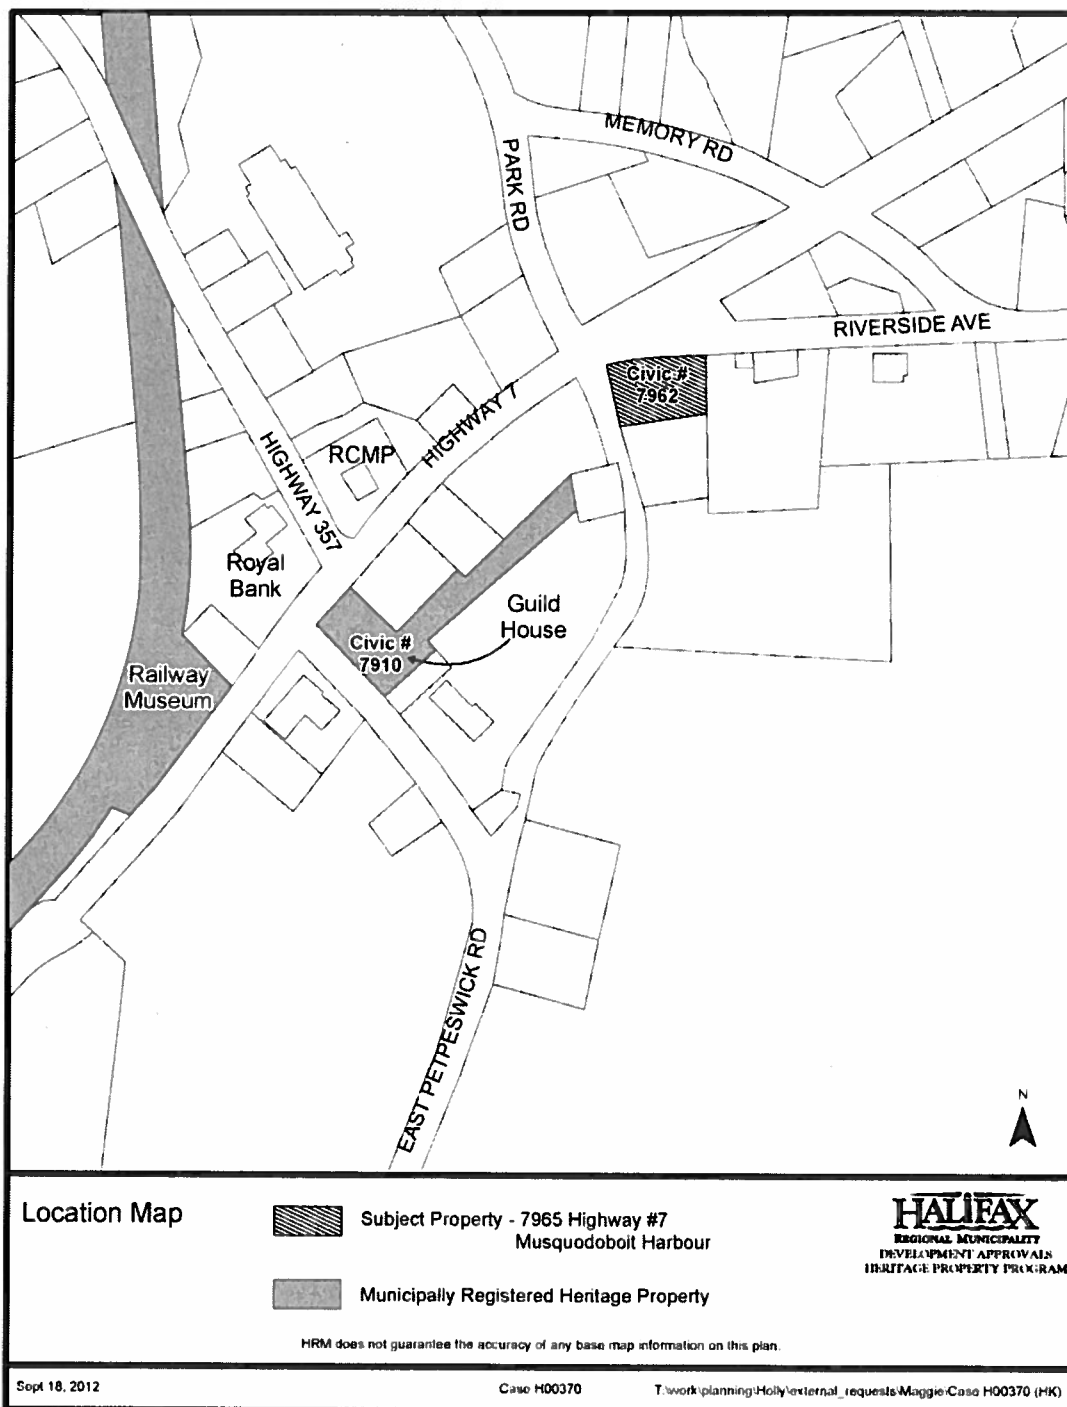 MEMORY RD
PARK RD
RIVERSIDE AVE
Civic #
7962
HIGHWAY 7
RCMP
HIGHWAY 357
Royal
Bank
Guild
House
Civic #
7910
Railway
Museum
EAST PETPESWICK RD
N
Location Map
Subject Property - 7965 Highway #7
Musquodoboit Harbour
Municipally Registered Heritage Property
HALIFAX
REGIONAL MUNICIPALITY
DEVELOPMENT APPROVALS
HERITAGE PROPERTY PROGRAM
HRM does not guarantee the accuracy of any base map information on this plan.
Sept 18, 2012
Case H00370
T:\work\planning\Holly\external_requests\Maggie\Case H00370 (HK)